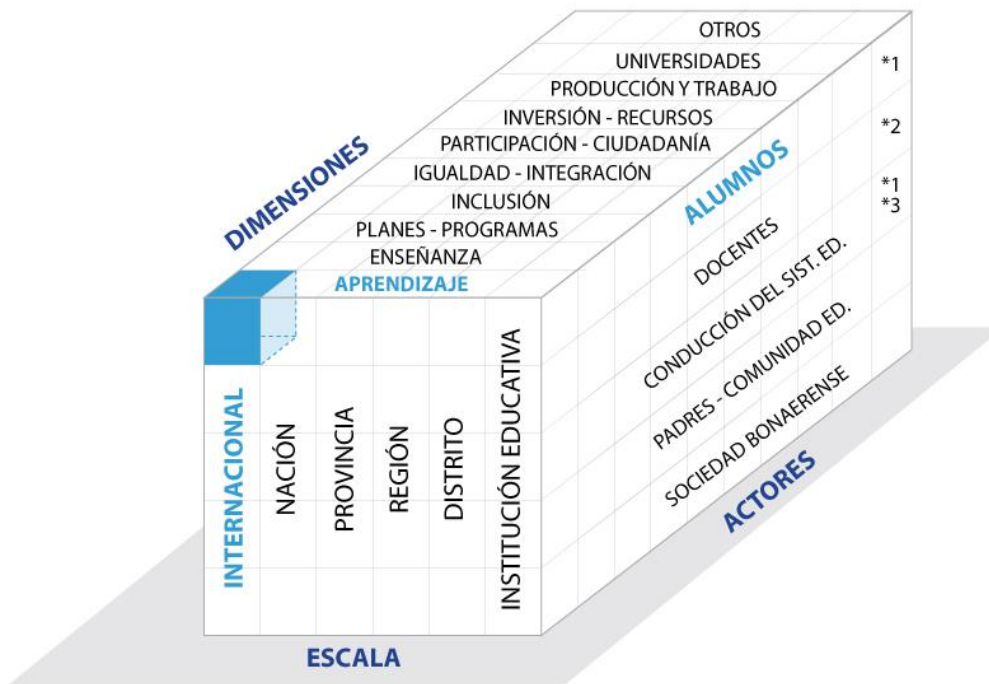 OTROS
UNIVERSIDADES
PRODUCCIÓN Y TRABAJO
INVERSIÓN - RECURSOS
PARTICIPACIÓN - CIUDADANÍA
IGUALDAD - INTEGRACIÓN
INCLUSIÓN
PLANES - PROGRAMAS
ENSEÑANZA
APRENDIZAJE
DIMENSIONES
INTERNACIONAL
NACIÓN
PROVINCIA
REGIÓN
DISTRITO
INSTITUCIÓN EDUCATIVA
ESCALA
ALUMNOS
DOCENTES
CONDUCCIÓN DEL SIST. ED.
PADRES - COMUNIDAD ED.
SOCIEDAD BONAERENSE
ACTORES
*1
*2
*1
*3